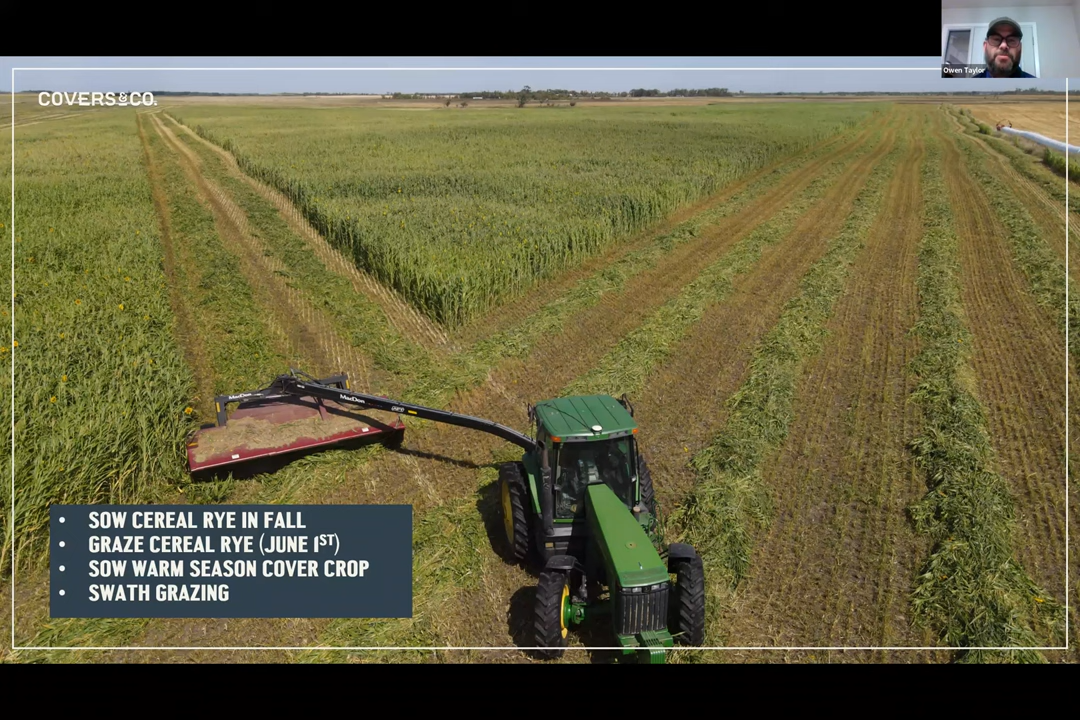 Owen Taylor
COVERS&CO.
MacDon
MacDon
• SOW CEREAL RYE IN FALL
• GRAZE CEREAL RYE (JUNE 1ST)
• SOW WARM SEASON COVER CROP
• SWATH GRAZING